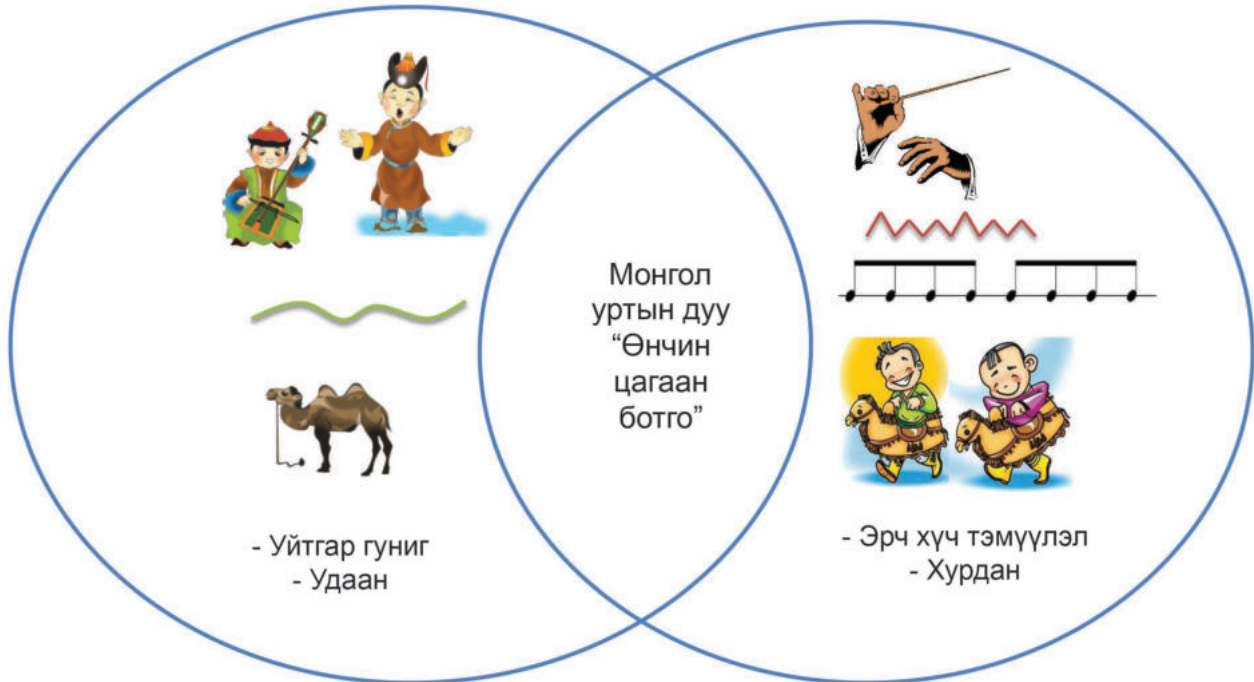 Монгол
уртын дуу
“Өнчин
цагаан
ботго”
- Уйтгар гуниг
- Удаан
- Эрч хүч тэмүүлэл
- Хурдан